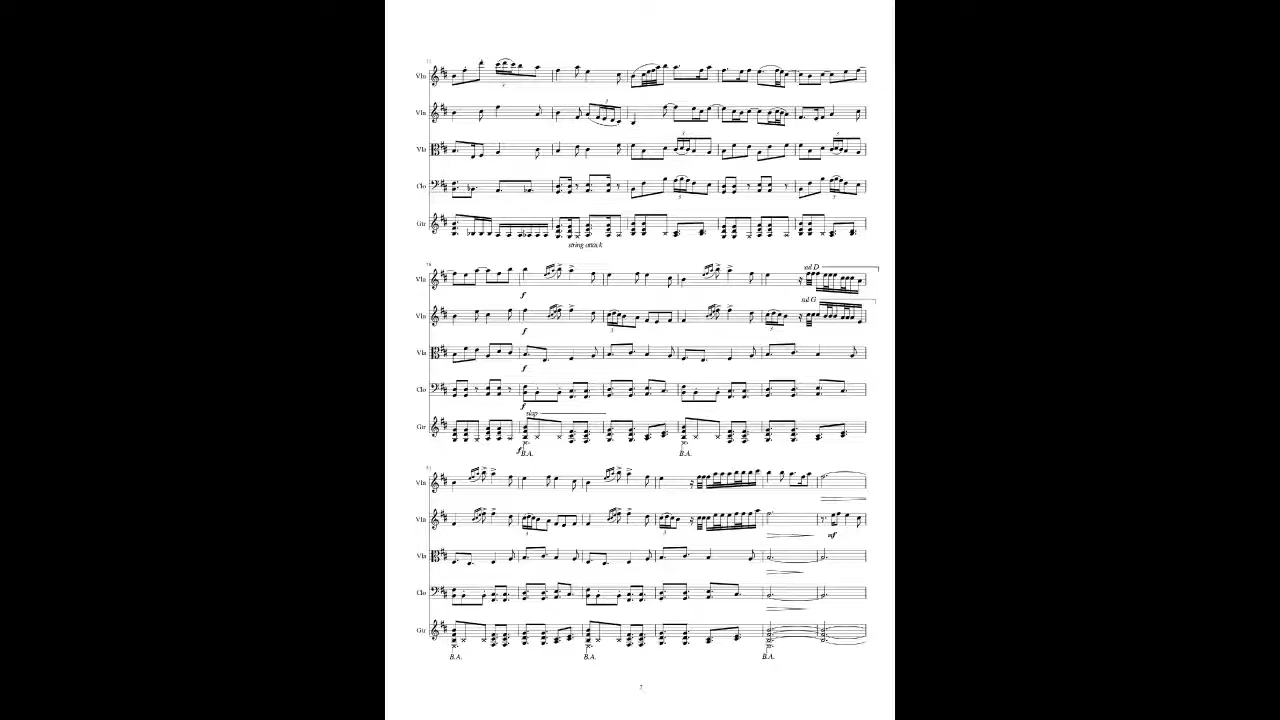 Vln
Vln
Vla
Clo
Gtr
string attack
sul D
Vln
f
sul G
Vln
f
Vla
f
Clo
f
slap
Gtr
f
B.A.
B.A.
Vln
Vln
mf
Vla
Clo
Gtr
B.A.
B.A.
B.A.
7